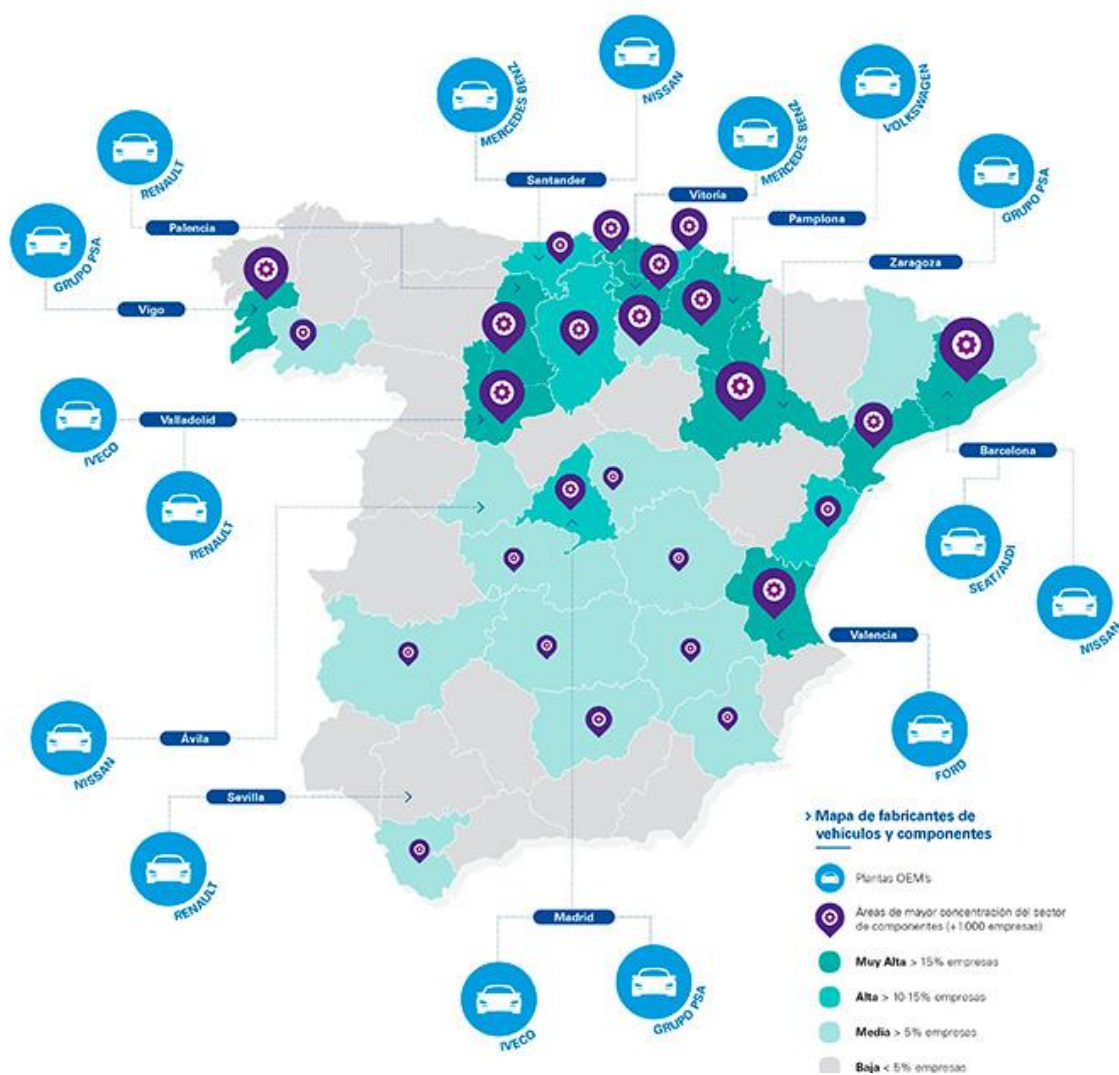 MERCEDES BENZ
NISSAN
MERCEDES BENZ
VOLKSWAGEN
RENAULT
GRUPO PSA
GRUPO PSA
Santander
Vitoria
Pamplona
Palencia
Zaragoza
Vigo
Valladolid
IVECO
RENAULT
Barcelona
SEAT/AUDI
NISSAN
Valencia
FORD
Ávila
NISSAN
Sevilla
RENAULT
Madrid
IVECO
GRUPO PSA
> Mapa de fabricantes de
vehículos y componentes
Plantas OEM's
Áreas de mayor concentración del sector
de componentes (+1.000 empresas)
Muy Alta > 15% empresas
Alta > 10-15% empresas
Media > 5% empresas
Baja < 5% empresas